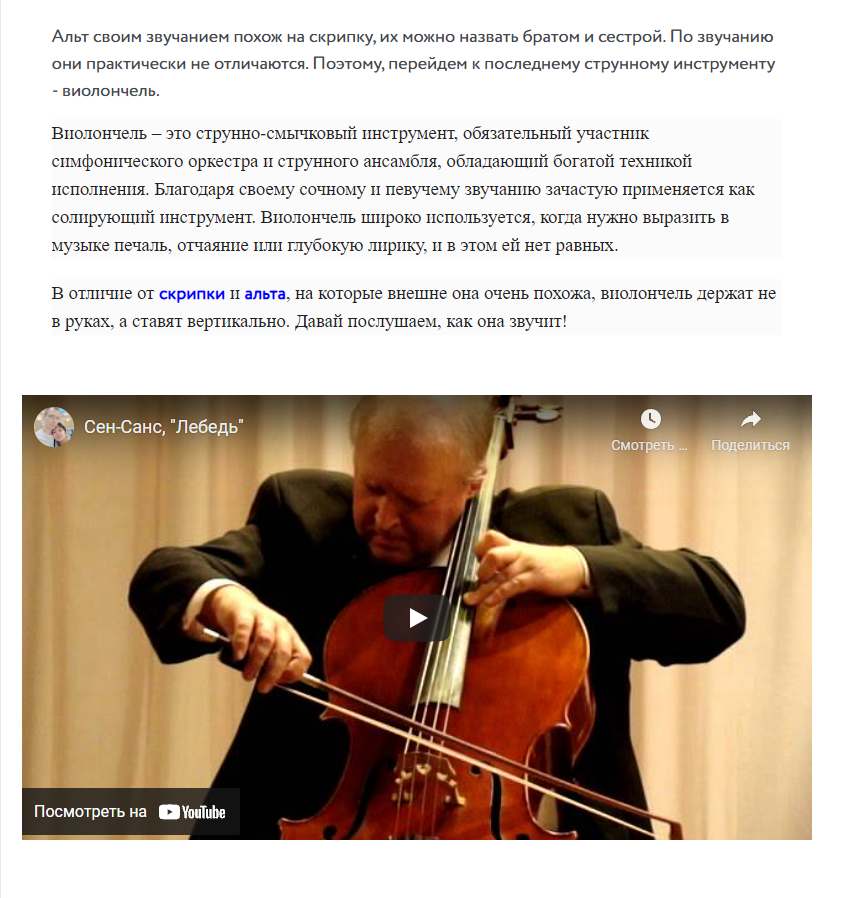 Альт своим звучанием похож на скрипку, их можно назвать братом и сестрой. По звучанию
они практически не отличаются. Поэтому, перейдем к последнему струнному инструменту
- виолончель.
Виолончель – это струнно-смычковый инструмент, обязательный участник
симфонического оркестра и струнного ансамбля, обладающий богатой техникой
исполнения. Благодаря своему сочному и певучему звучанию зачастую применяется как
солирующий инструмент. Виолончель широко используется, когда нужно выразить в
музыке печаль, отчаяние или глубокую лирику, и в этом ей нет равных.
В отличие от скрипки и альта, на которые внешне она очень похожа, виолончель держат не
в руках, а ставят вертикально. Давай послушаем, как она звучит!
Сен-Санс, "Лебедь"
Смотреть ...
Поделиться
Посмотреть на YouTube